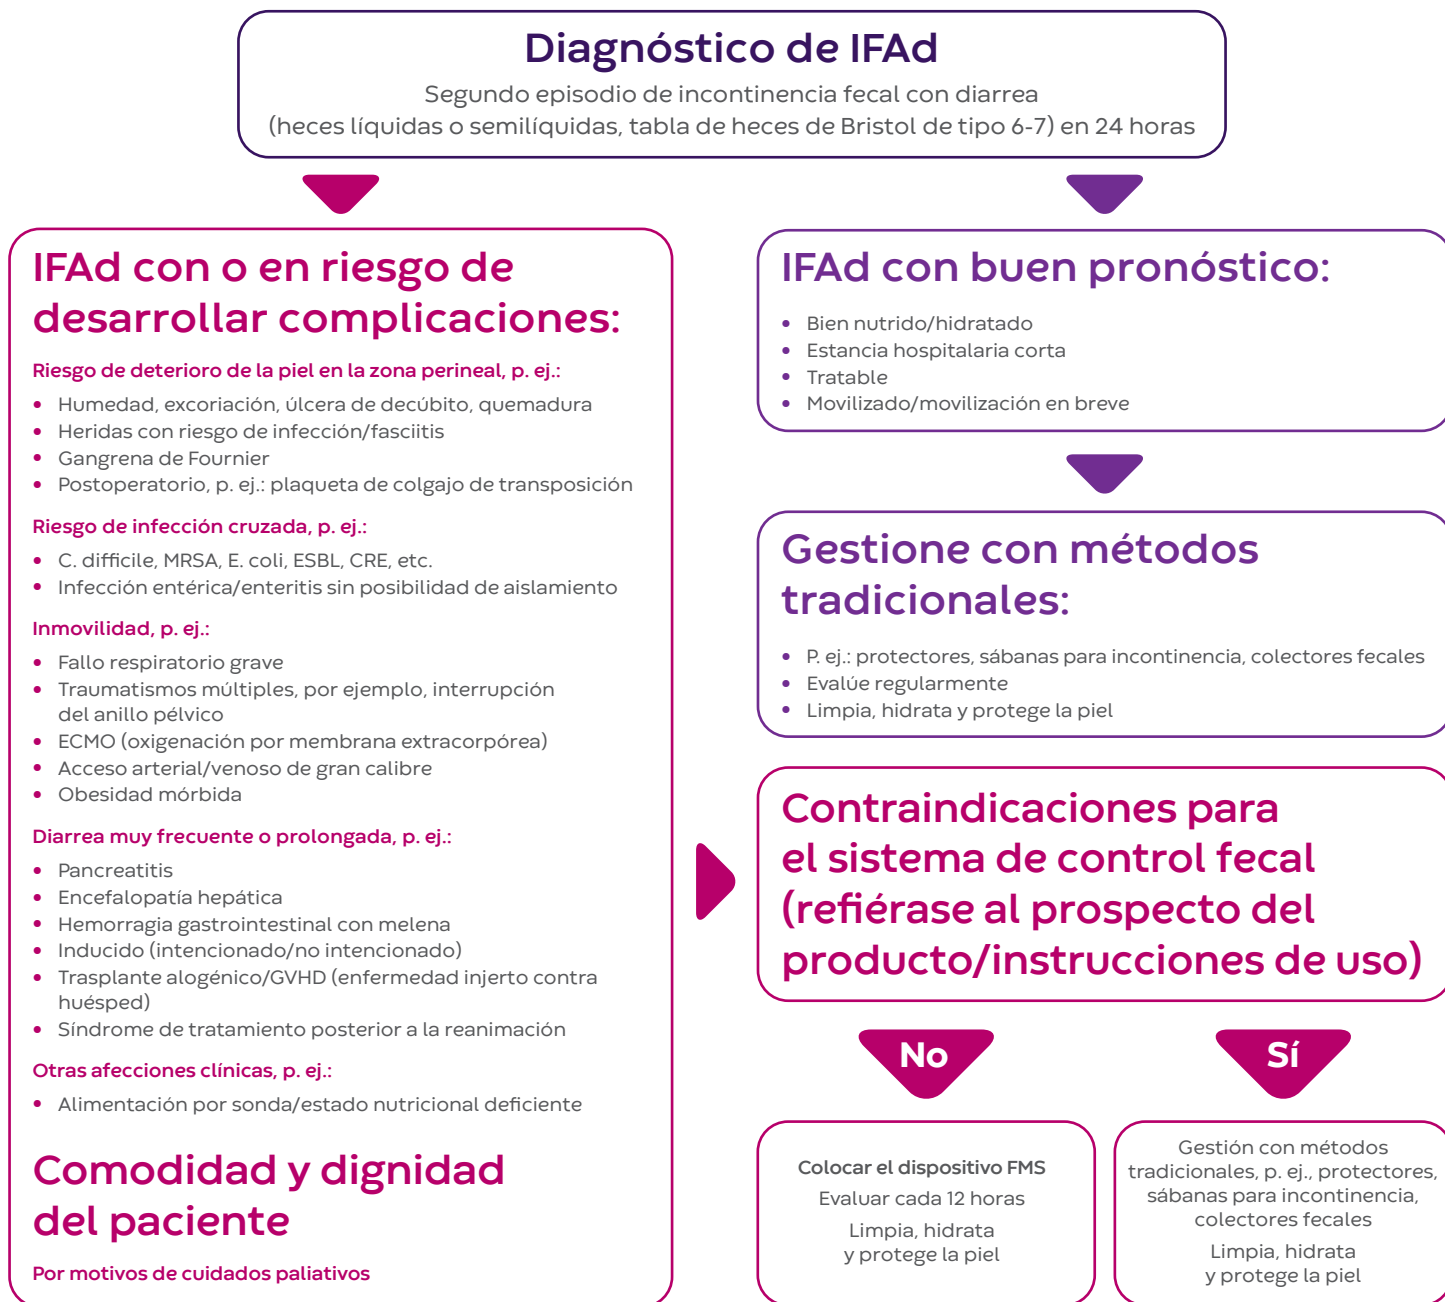 Diagnóstico de IFAd
Segundo episodio de incontinencia fecal con diarrea
(heces líquidas o semilíquidas, tabla de heces de Bristol de tipo 6-7) en 24 horas
IFAd con o en riesgo de
desarrollar complicaciones:
Riesgo de deterioro de la piel en la zona perineal, p. ej.:
• Humedad, excoriación, úlcera de decúbito, quemadura
• Heridas con riesgo de infección/fasciitis
• Gangrena de Fournier
• Postoperatorio, p. ej.: plaqueta de colgajo de transposición
Riesgo de infección cruzada, p. ej.:
• C. difficile, MRSA, E. coli, ESBL, CRE, etc.
• Infección entérica/enteritis sin posibilidad de aislamiento
Inmovilidad, p. ej.:
• Fallo respiratorio grave
• Traumatismos múltiples, por ejemplo, interrupción
del anillo pélvico
• ECMO (oxigenación por membrana extracorpórea)
• Acceso arterial/venoso de gran calibre
• Obesidad mórbida
Diarrea muy frecuente o prolongada, p. ej.:
• Pancreatitis
• Encefalopatía hepática
• Hemorragia gastrointestinal con melena
• Inducido (intencionado/no intencionado)
• Trasplante alogénico/GVHD (enfermedad injerto contra
huésped)
• Síndrome de tratamiento posterior a la reanimación
Otras afecciones clínicas, p. ej.:
• Alimentación por sonda/estado nutricional deficiente
Comodidad y dignidad
del paciente
Por motivos de cuidados paliativos
IFAd con buen pronóstico:
• Bien nutrido/hidratado
• Estancia hospitalaria corta
• Tratable
• Movilizado/movilización en breve
Gestione con métodos
tradicionales:
• P. ej.: protectores, sábanas para incontinencia, colectores fecales
• Evalúe regularmente
• Limpia, hidrata y protege la piel
Contraindicaciones para
el sistema de control fecal
(refiérase al prospecto del
producto/instrucciones de uso)
No
Colocar el dispositivo FMS
Evaluar cada 12 horas
Limpia, hidrata
y protege la piel
Sí
Gestión con métodos
tradicionales, p. ej., protectores,
sábanas para incontinencia,
colectores fecales
Limpia, hidrata
y protege la piel